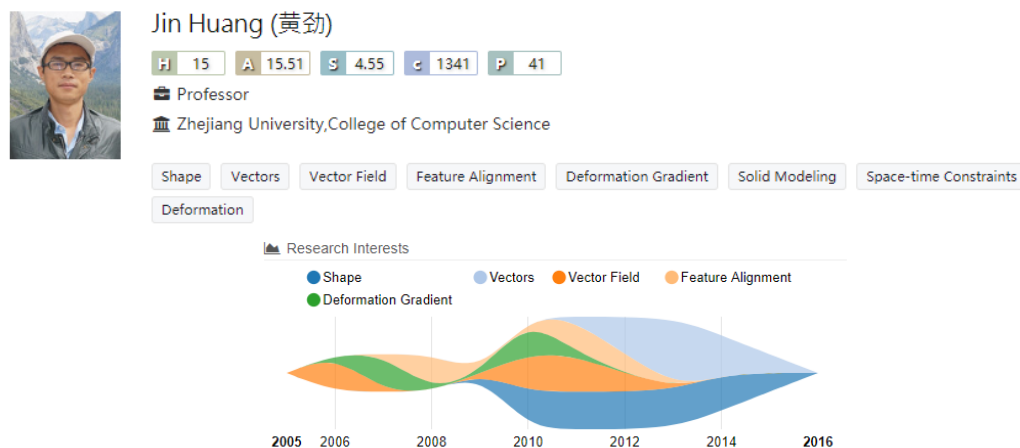 Jin Huang (黄劲)
H 15 A 15.51 S 4.55 c 1341 P 41
Professor
Zhejiang University,College of Computer Science
Shape Vectors Vector Field Feature Alignment Deformation Gradient Solid Modeling Space-time Constraints
Deformation
Research Interests
Shape Vectors Vector Field Feature Alignment
Deformation Gradient
2005 2006 2008 2010 2012 2014 2016